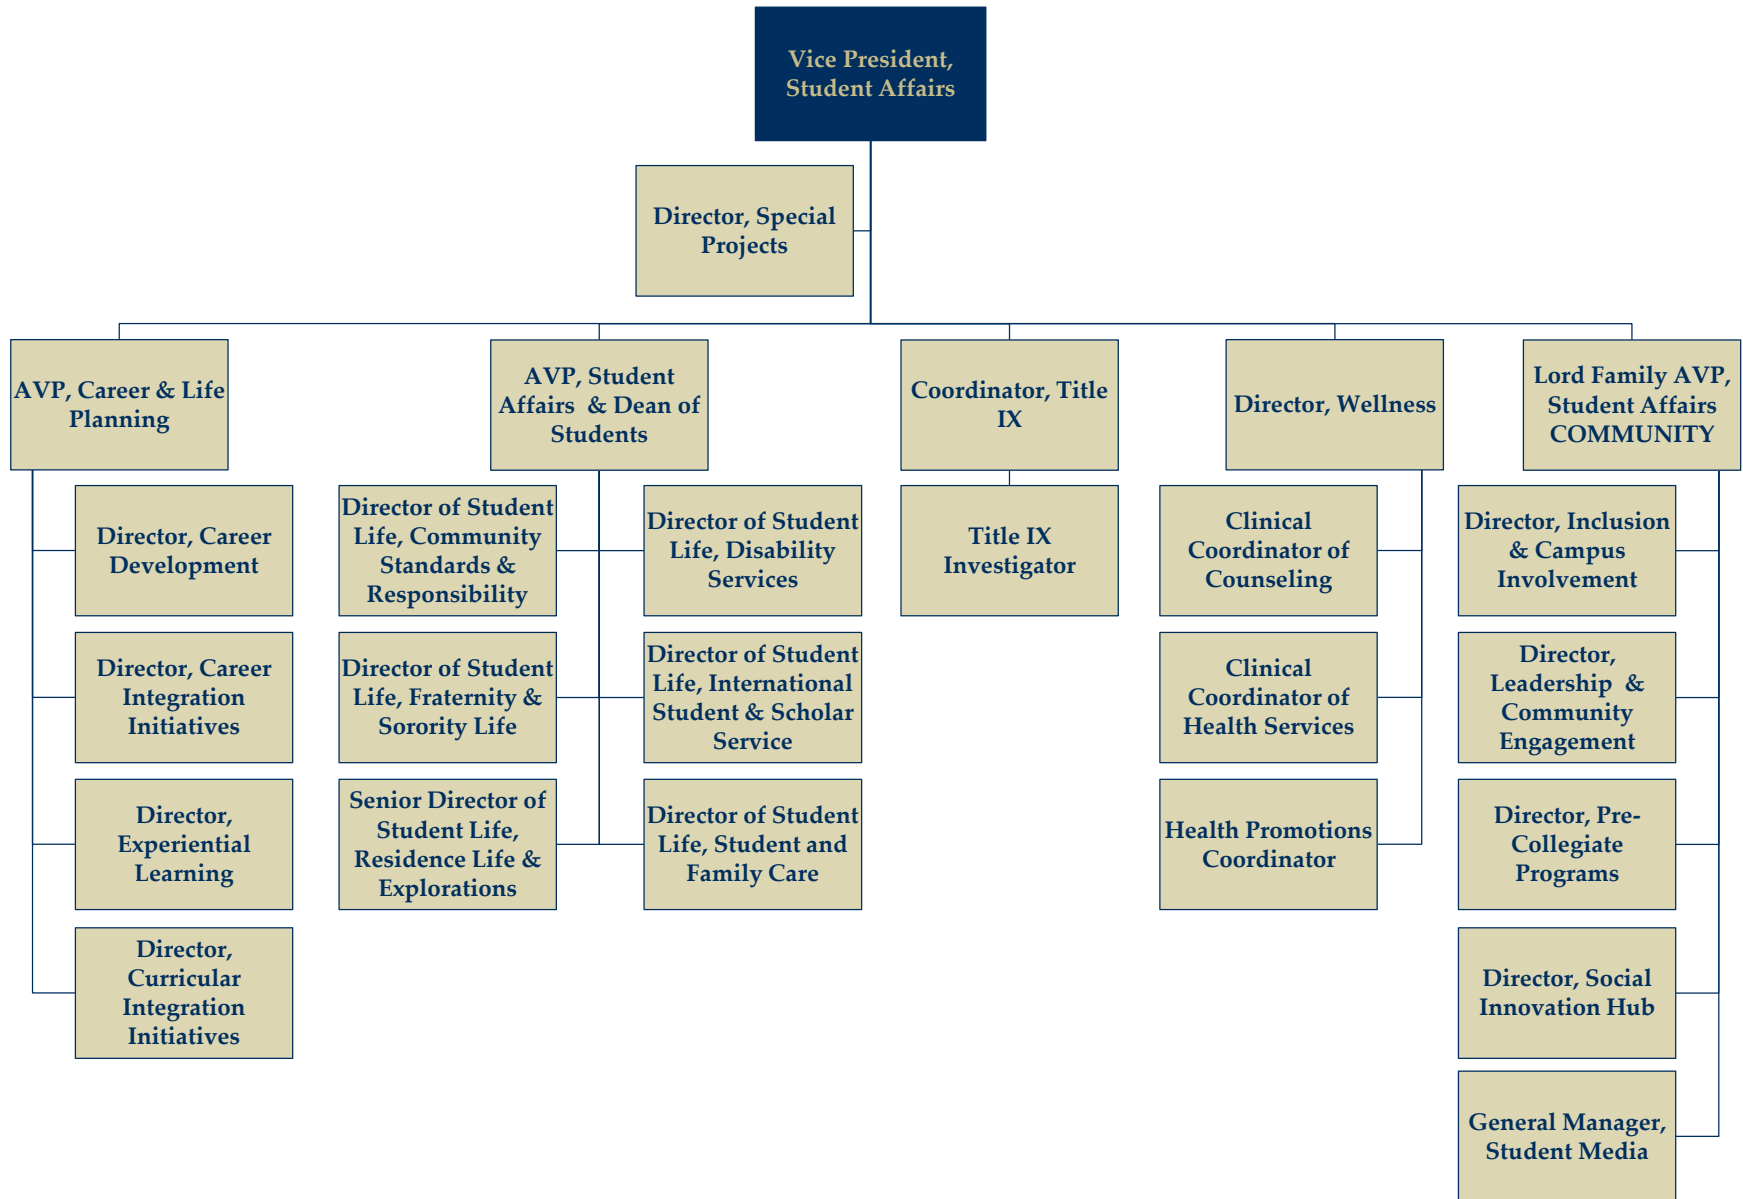 Vice President,
Student Affairs
Director, Special
Projects
AVP, Career & Life
Planning
AVP, Student
Affairs & Dean of
Students
Coordinator, Title
IX
Director, Wellness
Lord Family AVP,
Student Affairs
COMMUNITY
Director, Career
Development
Director, Career
Integration
Initiatives
Director,
Experiential
Learning
Director,
Curricular
Integration
Initiatives
Director of Student
Life, Community
Standards &
Responsibility
Director of Student
Life, Fraternity &
Sorority Life
Senior Director of
Student Life,
Residence Life &
Explorations
Director of Student
Life, Disability
Services
Director of Student
Life, International
Student & Scholar
Service
Director of Student
Life, Student and
Family Care
Title IX
Investigator
Clinical
Coordinator of
Counseling
Clinical
Coordinator of
Health Services
Health Promotions
Coordinator
Director, Inclusion
& Campus
Involvement
Director,
Leadership &
Community
Engagement
Director, Pre-
Collegiate
Programs
Director, Social
Innovation Hub
General Manager,
Student Media